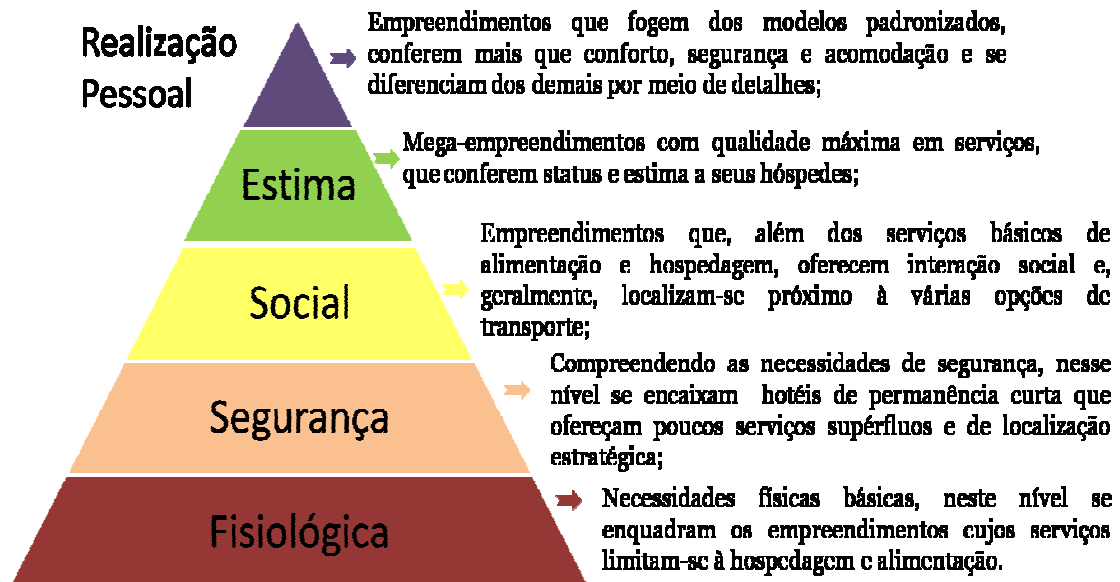 Realização
Pessoal
Empreendimentos que fogem dos modelos padronizados,
conferem mais que conforto, segurança e acomodação e se
diferenciam dos demais por meio de detalhes;
Estima
Mega-empreendimentos com qualidade máxima em serviços,
que conferem status e estima a seus hóspedes;
Social
Empreendimentos que, além dos serviços básicos de
alimentação e hospedagem, oferecem interação social e,
geralmente, localizam-se próximo à várias opções de
transporte;
Segurança
Compreendendo as necessidades de segurança, nesse
nível se encaixam hotéis de permanência curta que
ofereçam poucos serviços supérfluos e de localização
estratégica;
Fisiológica
Necessidades físicas básicas, neste nível se
enquadram os empreendimentos cujos serviços
limitam-se à hospedagem e alimentação.